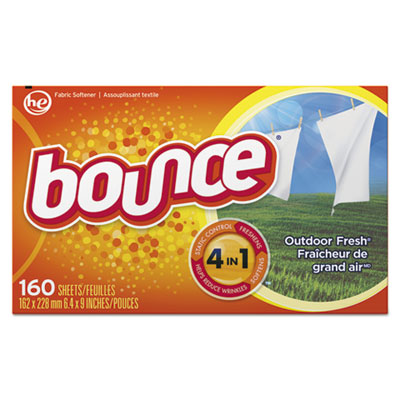 he
Fabric Softener | Assouplissant textile
bounce®
STATIC CONTROL
FRESHENS
4 IN 1
HELPS REDUCE WRINKLES
SOFTENS
Outdoor Fresh®
Fraîcheur de
grand air MD
160 SHEETS/FEUILLES
162 x 228 mm 6.4 x 9 INCHES/POUCES